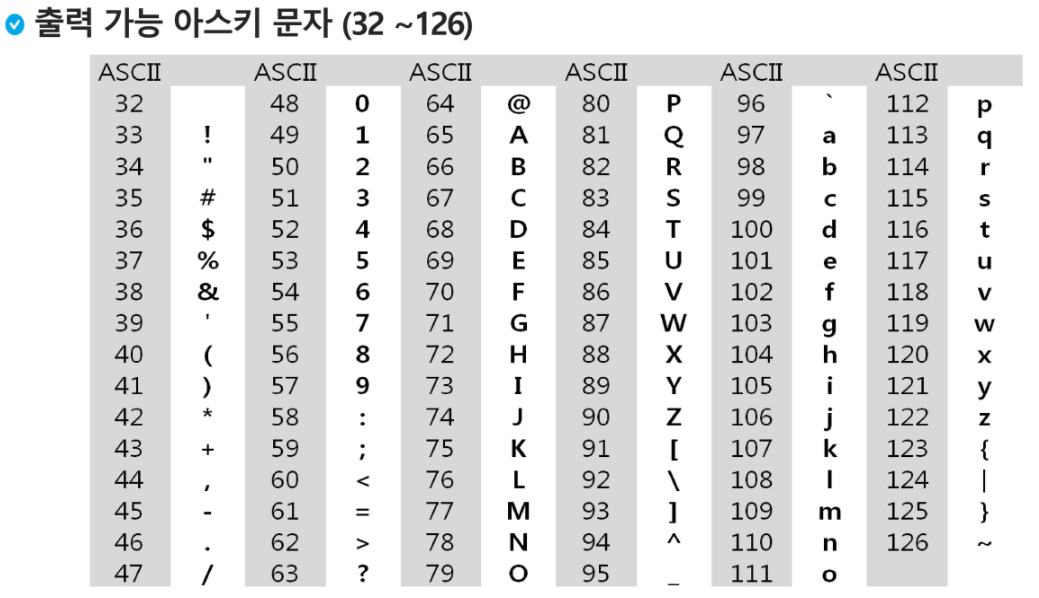 출력 가능 아스키 문자 (32 ~126)
ASCII ASCII ASCII ASCII ASCII ASCII
32 48 0 64 @ 80 P 96 ` 112 p
33 ! 49 1 65 A 81 Q 97 a 113 q
34 " 50 2 66 B 82 R 98 b 114 r
35 # 51 3 67 C 83 S 99 c 115 s
36 $ 52 4 68 D 84 T 100 d 116 t
37 % 53 5 69 E 85 U 101 e 117 u
38 & 54 6 70 F 86 V 102 f 118 v
39 ' 55 7 71 G 87 W 103 g 119 w
40 ( 56 8 72 H 88 X 104 h 120 x
41 ) 57 9 73 I 89 Y 105 i 121 y
42 * 58 : 74 J 90 Z 106 j 122 z
43 + 59 ; 75 K 91 [ 107 k 123 {
44 , 60 < 76 L 92 \ 108 l 124 |
45 - 61 = 77 M 93 ] 109 m 125 }
46 . 62 > 78 N 94 ^ 110 n 126 ~
47 / 63 ? 79 O 95 _ 111 o